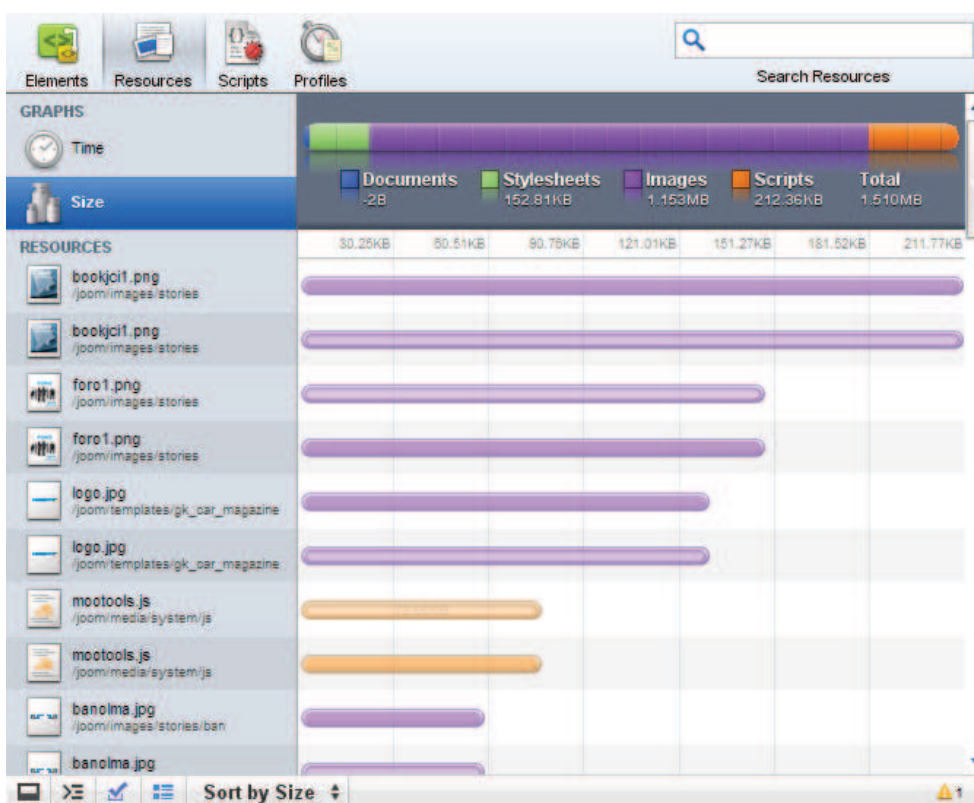 Elements Resources Scripts Profiles
Search Resources
GRAPHS
Time
Size
Documents Stylesheets Images Scripts Total
-2B 152.81KB 1.153MB 212.36KB 1.510MB
RESOURCES
30.25KB 60.51KB 90.76KB 121.01KB 151.27KB 181.52KB 211.77KB
bookjci1.png
/joom/images/stories
bookjci1.png
/joom/images/stories
foro1.png
/joom/images/stories
foro1.png
/joom/images/stories
logo.jpg
/joom/templates/gk_car_magazine
logo.jpg
/joom/templates/gk_car_magazine
mootools.js
/joom/media/system/js
mootools.js
/joom/media/system/js
banolma.jpg
/joom/images/stories/ban
banolma.jpg
Sort by Size
1